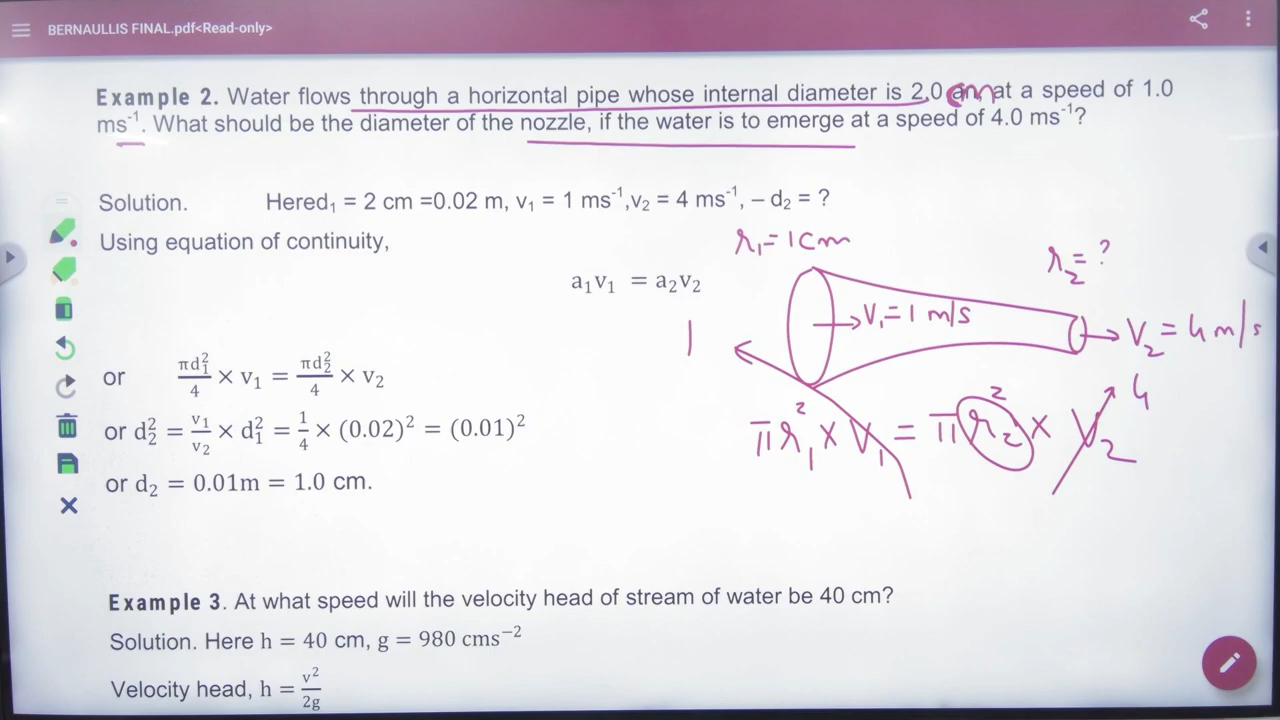 BERNAULLIS FINAL.pdf<Read-only>
Example 2. Water flows through a horizontal pipe whose internal diameter is 2.0 cm at a speed of 1.0
ms⁻¹. What should be the diameter of the nozzle, if the water is to emerge at a speed of 4.0 ms⁻¹?
Solution. Hered₁ = 2 cm =0.02 m, v₁ = 1 ms⁻¹,v₂ = 4 ms⁻¹, – d₂ = ?
Using equation of continuity,
r₁ = 1cm
r₂ = ?
a₁v₁ = a₂v₂
V₁ = 1 m/s
V₂ = 4 m/s
1
or πd₁²/4 × v₁ = πd₂²/4 × v₂
4
πr₁² × V₁ = πr₂² × V₂
or d₂² = v₁/v₂ × d₁² = 1/4 × (0.02)² = (0.01)²
or d₂ = 0.01m = 1.0 cm.
Example 3. At what speed will the velocity head of stream of water be 40 cm?
Solution. Here h = 40 cm, g = 980 cms⁻²
Velocity head, h = v²/2g